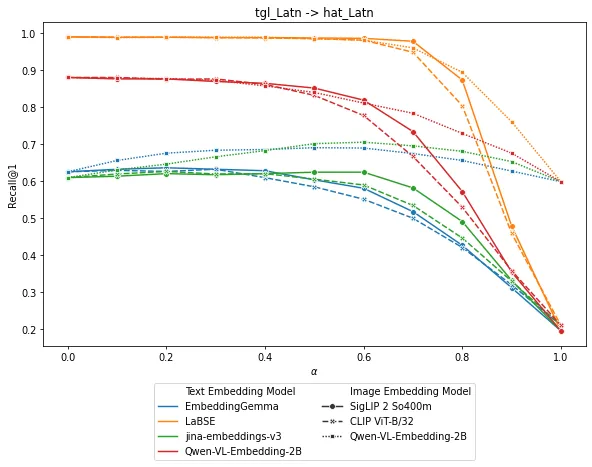 tgl_Latn -> hat_Latn
Recall@1
1.0
0.9
0.8
0.7
0.6
0.5
0.4
0.3
0.2
0.0 0.2 0.4 0.6 0.8 1.0
α
Text Embedding Model Image Embedding Model
EmbeddingGemma SigLIP 2 So400m
LaBSE CLIP ViT-B/32
jina-embeddings-v3 Qwen-VL-Embedding-2B
Qwen-VL-Embedding-2B